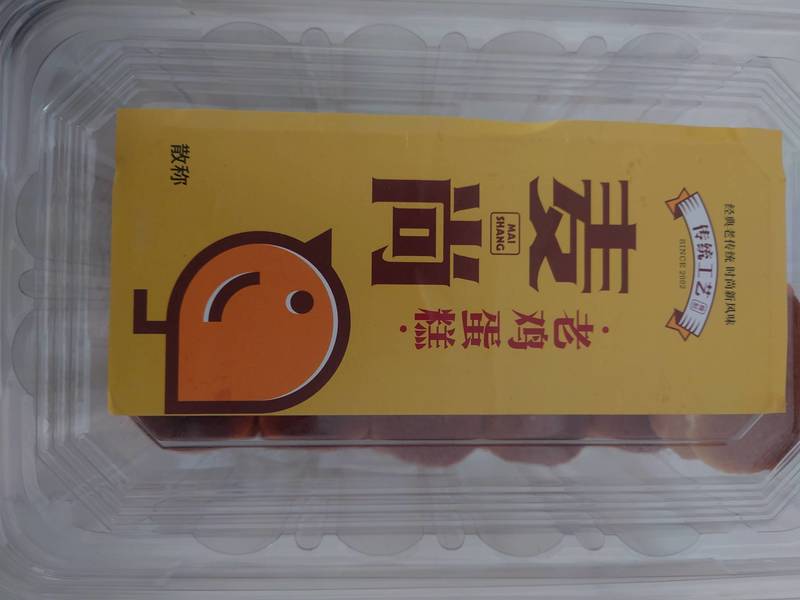 经典老传统 时尚新风味
传统工艺
SINCE 2002
麦尚
MAI
SHANG
·老鸡蛋糕·
散称